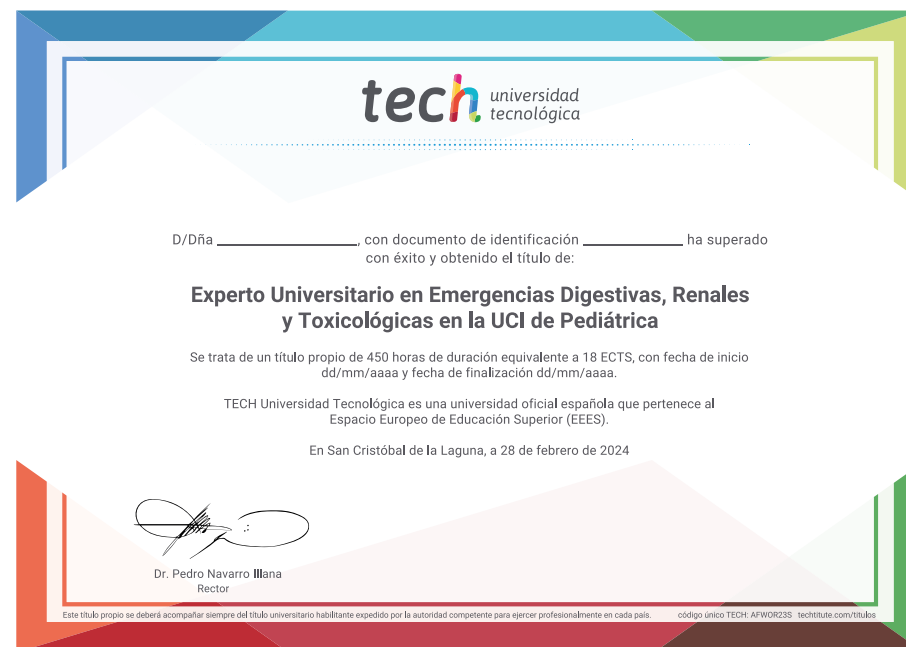 tech universidad
tecnológica
D/Dña ________________, con documento de identificación ____________ ha superado
con éxito y obtenido el título de:
Experto Universitario en Emergencias Digestivas, Renales
y Toxicológicas en la UCI de Pediátrica
Se trata de un título propio de 450 horas de duración equivalente a 18 ECTS, con fecha de inicio
dd/mm/aaaa y fecha de finalización dd/mm/aaaa.
TECH Universidad Tecnológica es una universidad oficial española que pertenece al
Espacio Europeo de Educación Superior (EEES).
En San Cristóbal de la Laguna, a 28 de febrero de 2024
Dr. Pedro Navarro Illana
Rector
Este título propio se deberá acompañar siempre del título universitario habilitante expedido por la autoridad competente para ejercer profesionalmente en cada país. código único TECH: AFWOR23S techtitute.com/titulos